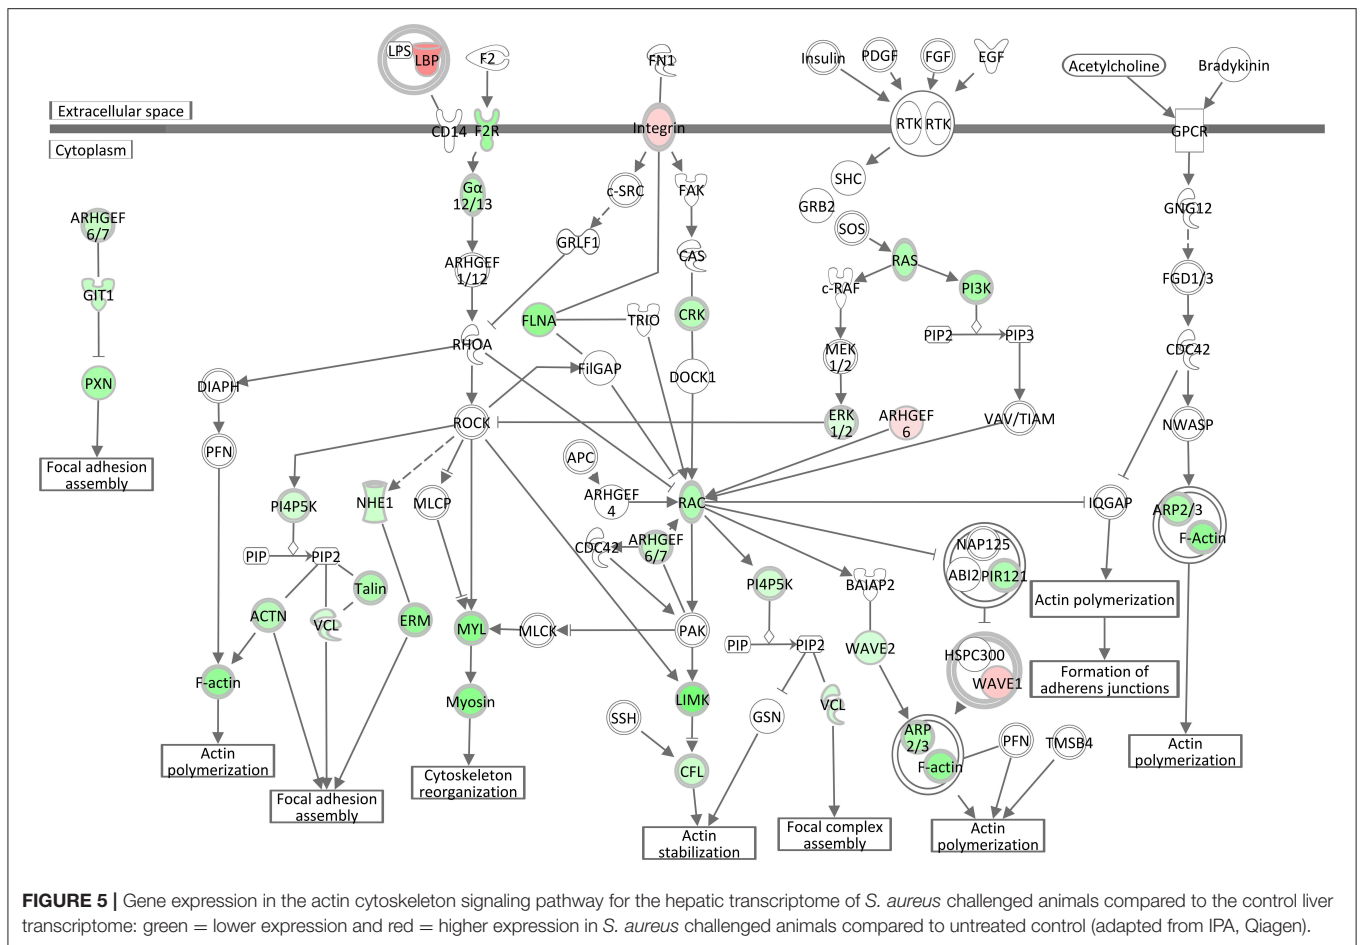 LPS
LBP
F2
FN1
Insulin
PDGF
FGF
EGF
Acetylcholine
Bradykinin
Extracellular space
CD14
F2R
Integrin
RTK
RTK
GPCR
Cytoplasm
ARHGEF
6/7
GIT1
PXN
Focal adhesion
assembly
Gα
12/13
ARHGEF
1/12
RHOA
ROCK
c-SRC
GRLF1
FAK
CAS
CRK
DOCK1
FLNA
TRIO
FilGAP
SHC
GRB2
SOS
RAS
c-RAF
PI3K
MEK
1/2
PIP2
PIP3
ERK
1/2
ARHGEF
6
VAV/TIAM
GNG12
FGD1/3
CDC42
NWASP
IQGAP
ARP2/3
F-Actin
DIAPH
PFN
PI4P5K
NHE1
MLCP
PIP
PIP2
Talin
ACTN
VCL
ERM
MYL
MLCK
F-actin
Myosin
Actin
polymerization
Focal adhesion
assembly
Cytoskeleton
reorganization
APC
ARHGEF
4
RAC
CDC42
ARHGEF
6/7
PAK
LIMK
SSH
CFL
GSN
Actin
stabilization
PI4P5K
PIP
PIP2
VCL
Focal complex
assembly
BAIAP2
WAVE2
NAP125
ABI2
PIR121
HSPC300
WAVE1
ARP
2/3
F-actin
PFN
TMSB4
Actin
polymerization
Actin polymerization
Formation of
adherens junctions
Actin
polymerization
FIGURE 5 | Gene expression in the actin cytoskeleton signaling pathway for the hepatic transcriptome of S. aureus challenged animals compared to the control liver
transcriptome: green = lower expression and red = higher expression in S. aureus challenged animals compared to untreated control (adapted from IPA, Qiagen).